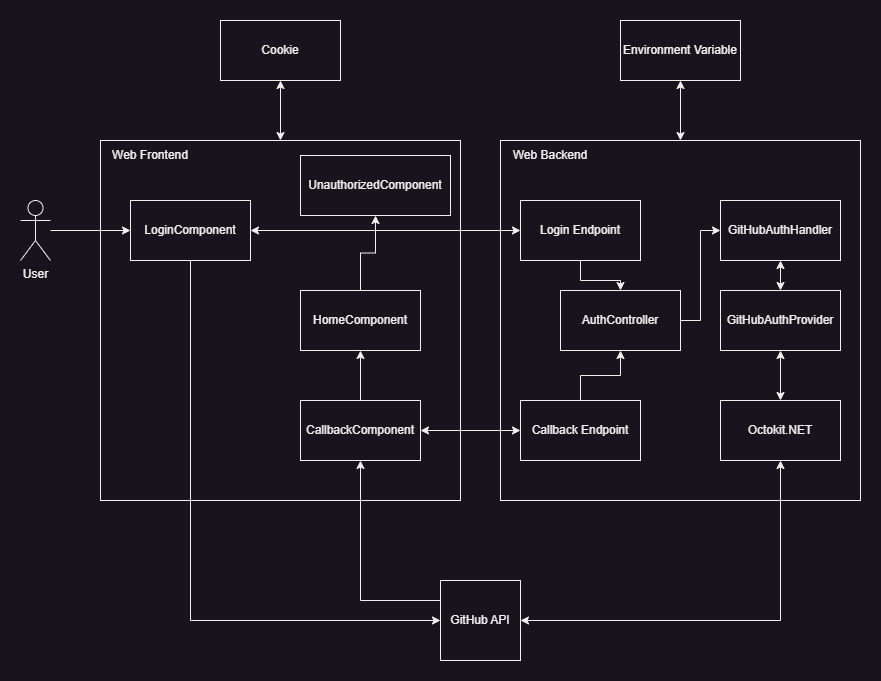 Cookie
Environment Variable
Web Frontend
Web Backend
UnauthorizedComponent
User
LoginComponent
Login Endpoint
GitHubAuthHandler
HomeComponent
AuthController
GitHubAuthProvider
CallbackComponent
Callback Endpoint
Octokit.NET
GitHub API